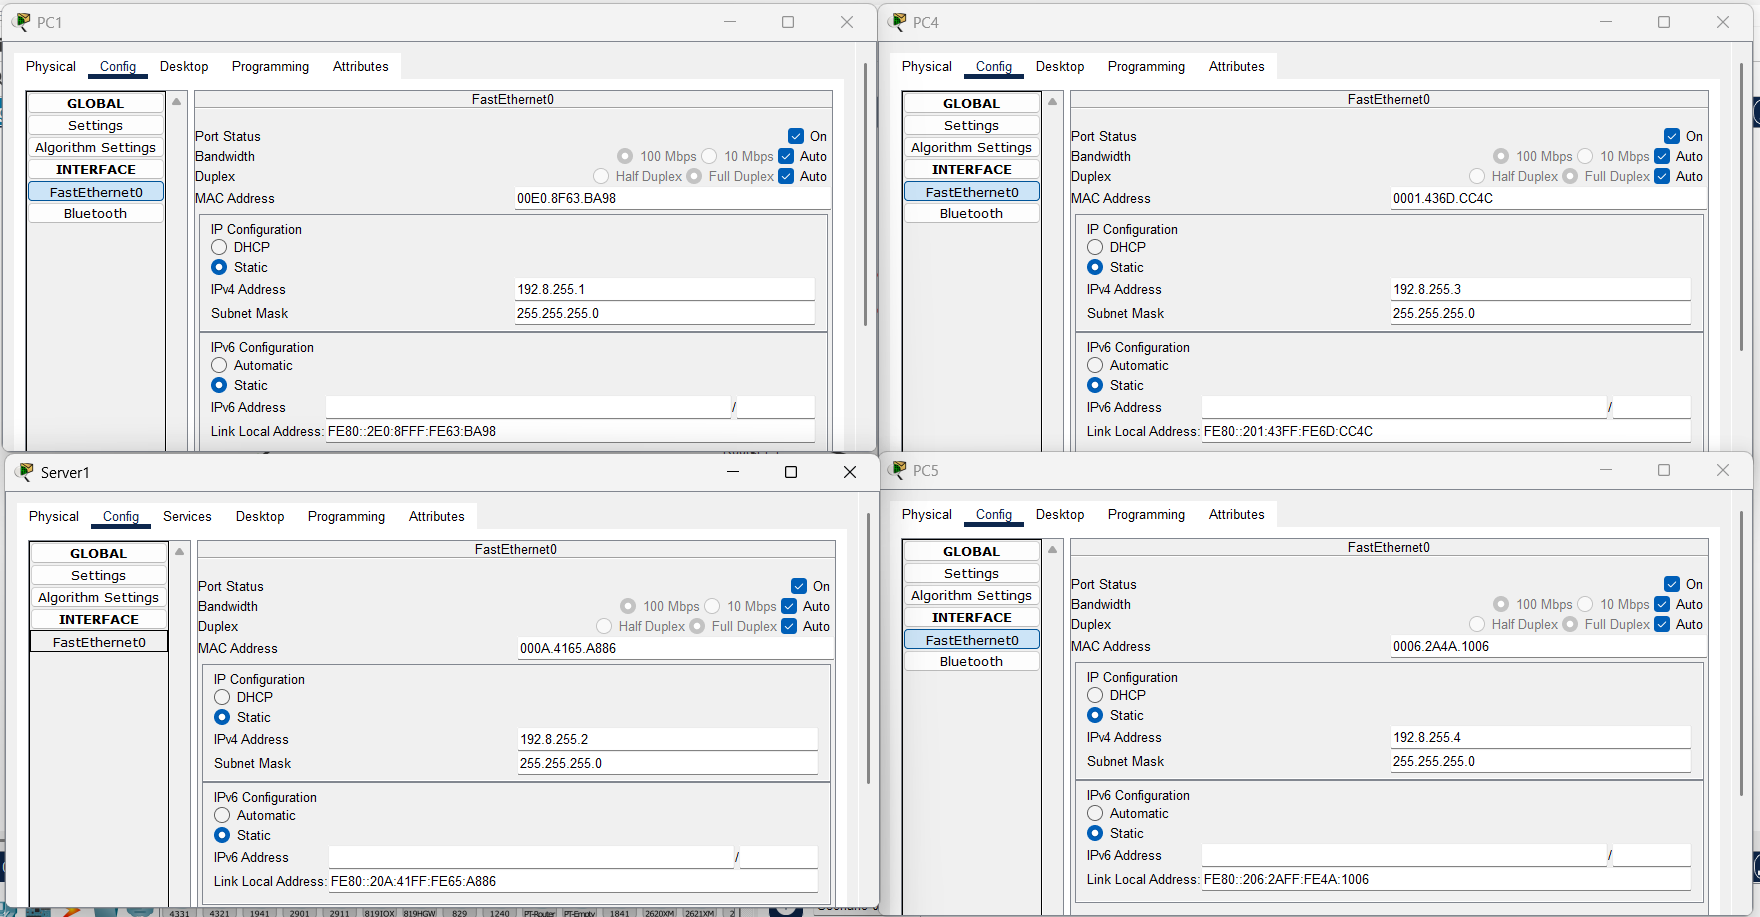 PC1
Physical Config Desktop Programming Attributes
GLOBAL
Settings
Algorithm Settings
INTERFACE
FastEthernet0
Bluetooth
FastEthernet0
Port Status On
Bandwidth 100 Mbps 10 Mbps Auto
Duplex Half Duplex Full Duplex Auto
MAC Address 00E0.8F63.BA98
IP Configuration
DHCP
Static
IPv4 Address 192.8.255.1
Subnet Mask 255.255.255.0
IPv6 Configuration
Automatic
Static
IPv6 Address /
Link Local Address: FE80::2E0:8FFF:FE63:BA98
PC4
Physical Config Desktop Programming Attributes
GLOBAL
Settings
Algorithm Settings
INTERFACE
FastEthernet0
Bluetooth
FastEthernet0
Port Status On
Bandwidth 100 Mbps 10 Mbps Auto
Duplex Half Duplex Full Duplex Auto
MAC Address 0001.436D.CC4C
IP Configuration
DHCP
Static
IPv4 Address 192.8.255.3
Subnet Mask 255.255.255.0
IPv6 Configuration
Automatic
Static
IPv6 Address /
Link Local Address: FE80::201:43FF:FE6D:CC4C
Server1
Physical Config Services Desktop Programming Attributes
GLOBAL
Settings
Algorithm Settings
INTERFACE
FastEthernet0
FastEthernet0
Port Status On
Bandwidth 100 Mbps 10 Mbps Auto
Duplex Half Duplex Full Duplex Auto
MAC Address 000A.4165.A886
IP Configuration
DHCP
Static
IPv4 Address 192.8.255.2
Subnet Mask 255.255.255.0
IPv6 Configuration
Automatic
Static
IPv6 Address /
Link Local Address: FE80::20A:41FF:FE65:A886
PC5
Physical Config Desktop Programming Attributes
GLOBAL
Settings
Algorithm Settings
INTERFACE
FastEthernet0
Bluetooth
FastEthernet0
Port Status On
Bandwidth 100 Mbps 10 Mbps Auto
Duplex Half Duplex Full Duplex Auto
MAC Address 0006.2A4A.1006
IP Configuration
DHCP
Static
IPv4 Address 192.8.255.4
Subnet Mask 255.255.255.0
IPv6 Configuration
Automatic
Static
IPv6 Address /
Link Local Address: FE80::206:2AFF:FE4A:1006
4331 4321 1941 2901 2911 819IOX 819HGW 829 1240 PT-Router PT-Empty 1841 2620XM 2621XM 2